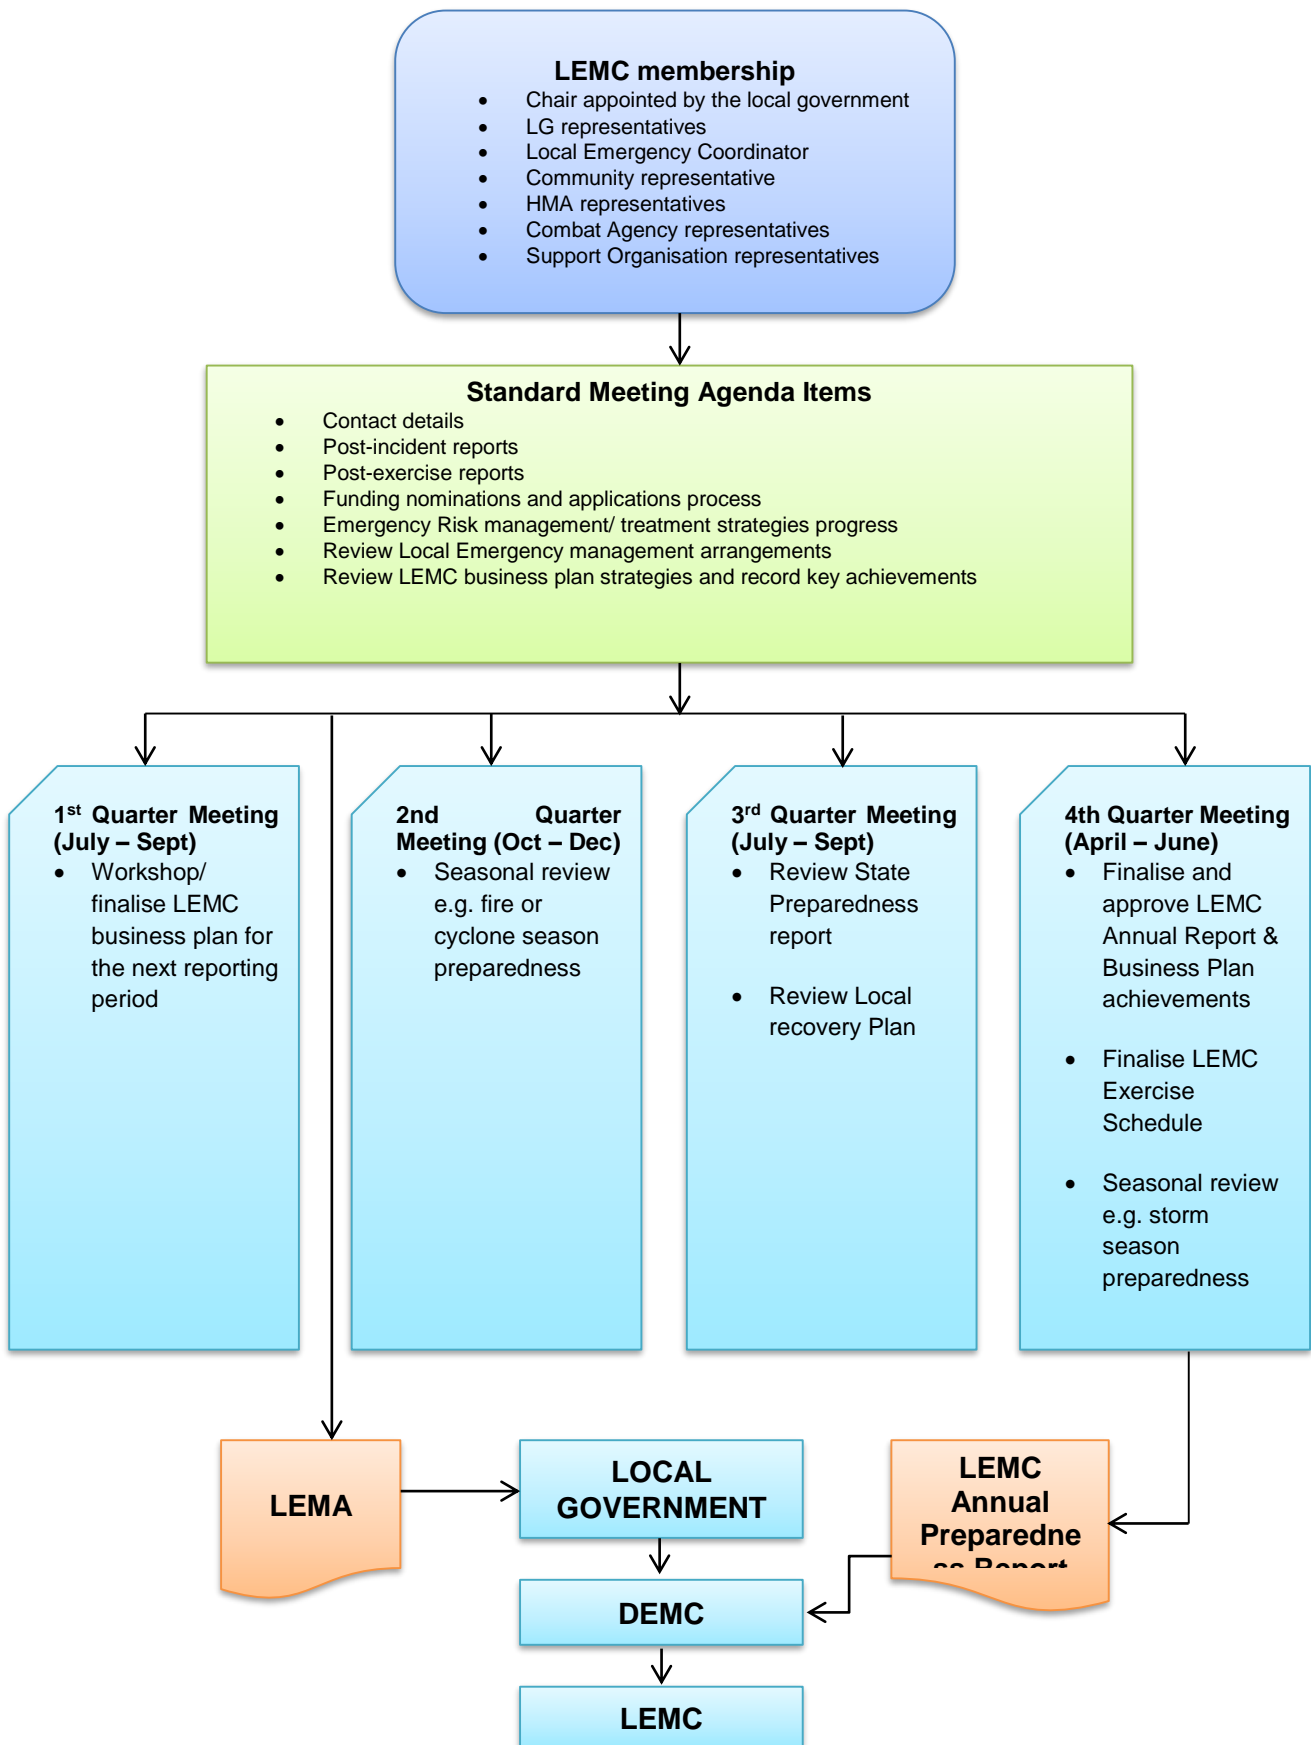 LEMC membership
• Chair appointed by the local government
• LG representatives
• Local Emergency Coordinator
• Community representative
• HMA representatives
• Combat Agency representatives
• Support Organisation representatives
Standard Meeting Agenda Items
• Contact details
• Post-incident reports
• Post-exercise reports
• Funding nominations and applications process
• Emergency Risk management/ treatment strategies progress
• Review Local Emergency management arrangements
• Review LEMC business plan strategies and record key achievements
1st Quarter Meeting
(July – Sept)
• Workshop/
finalise LEMC
business plan for
the next reporting
period
2nd Quarter
Meeting (Oct – Dec)
• Seasonal review
e.g. fire or
cyclone season
preparedness
3rd Quarter Meeting
(July – Sept)
• Review State
Preparedness
report
• Review Local
recovery Plan
4th Quarter Meeting
(April – June)
• Finalise and
approve LEMC
Annual Report &
Business Plan
achievements
• Finalise LEMC
Exercise
Schedule
• Seasonal review
e.g. storm
season
preparedness
LEMA
LOCAL
GOVERNMENT
LEMC
Annual
Preparedne
ss Report
DEMC
LEMC